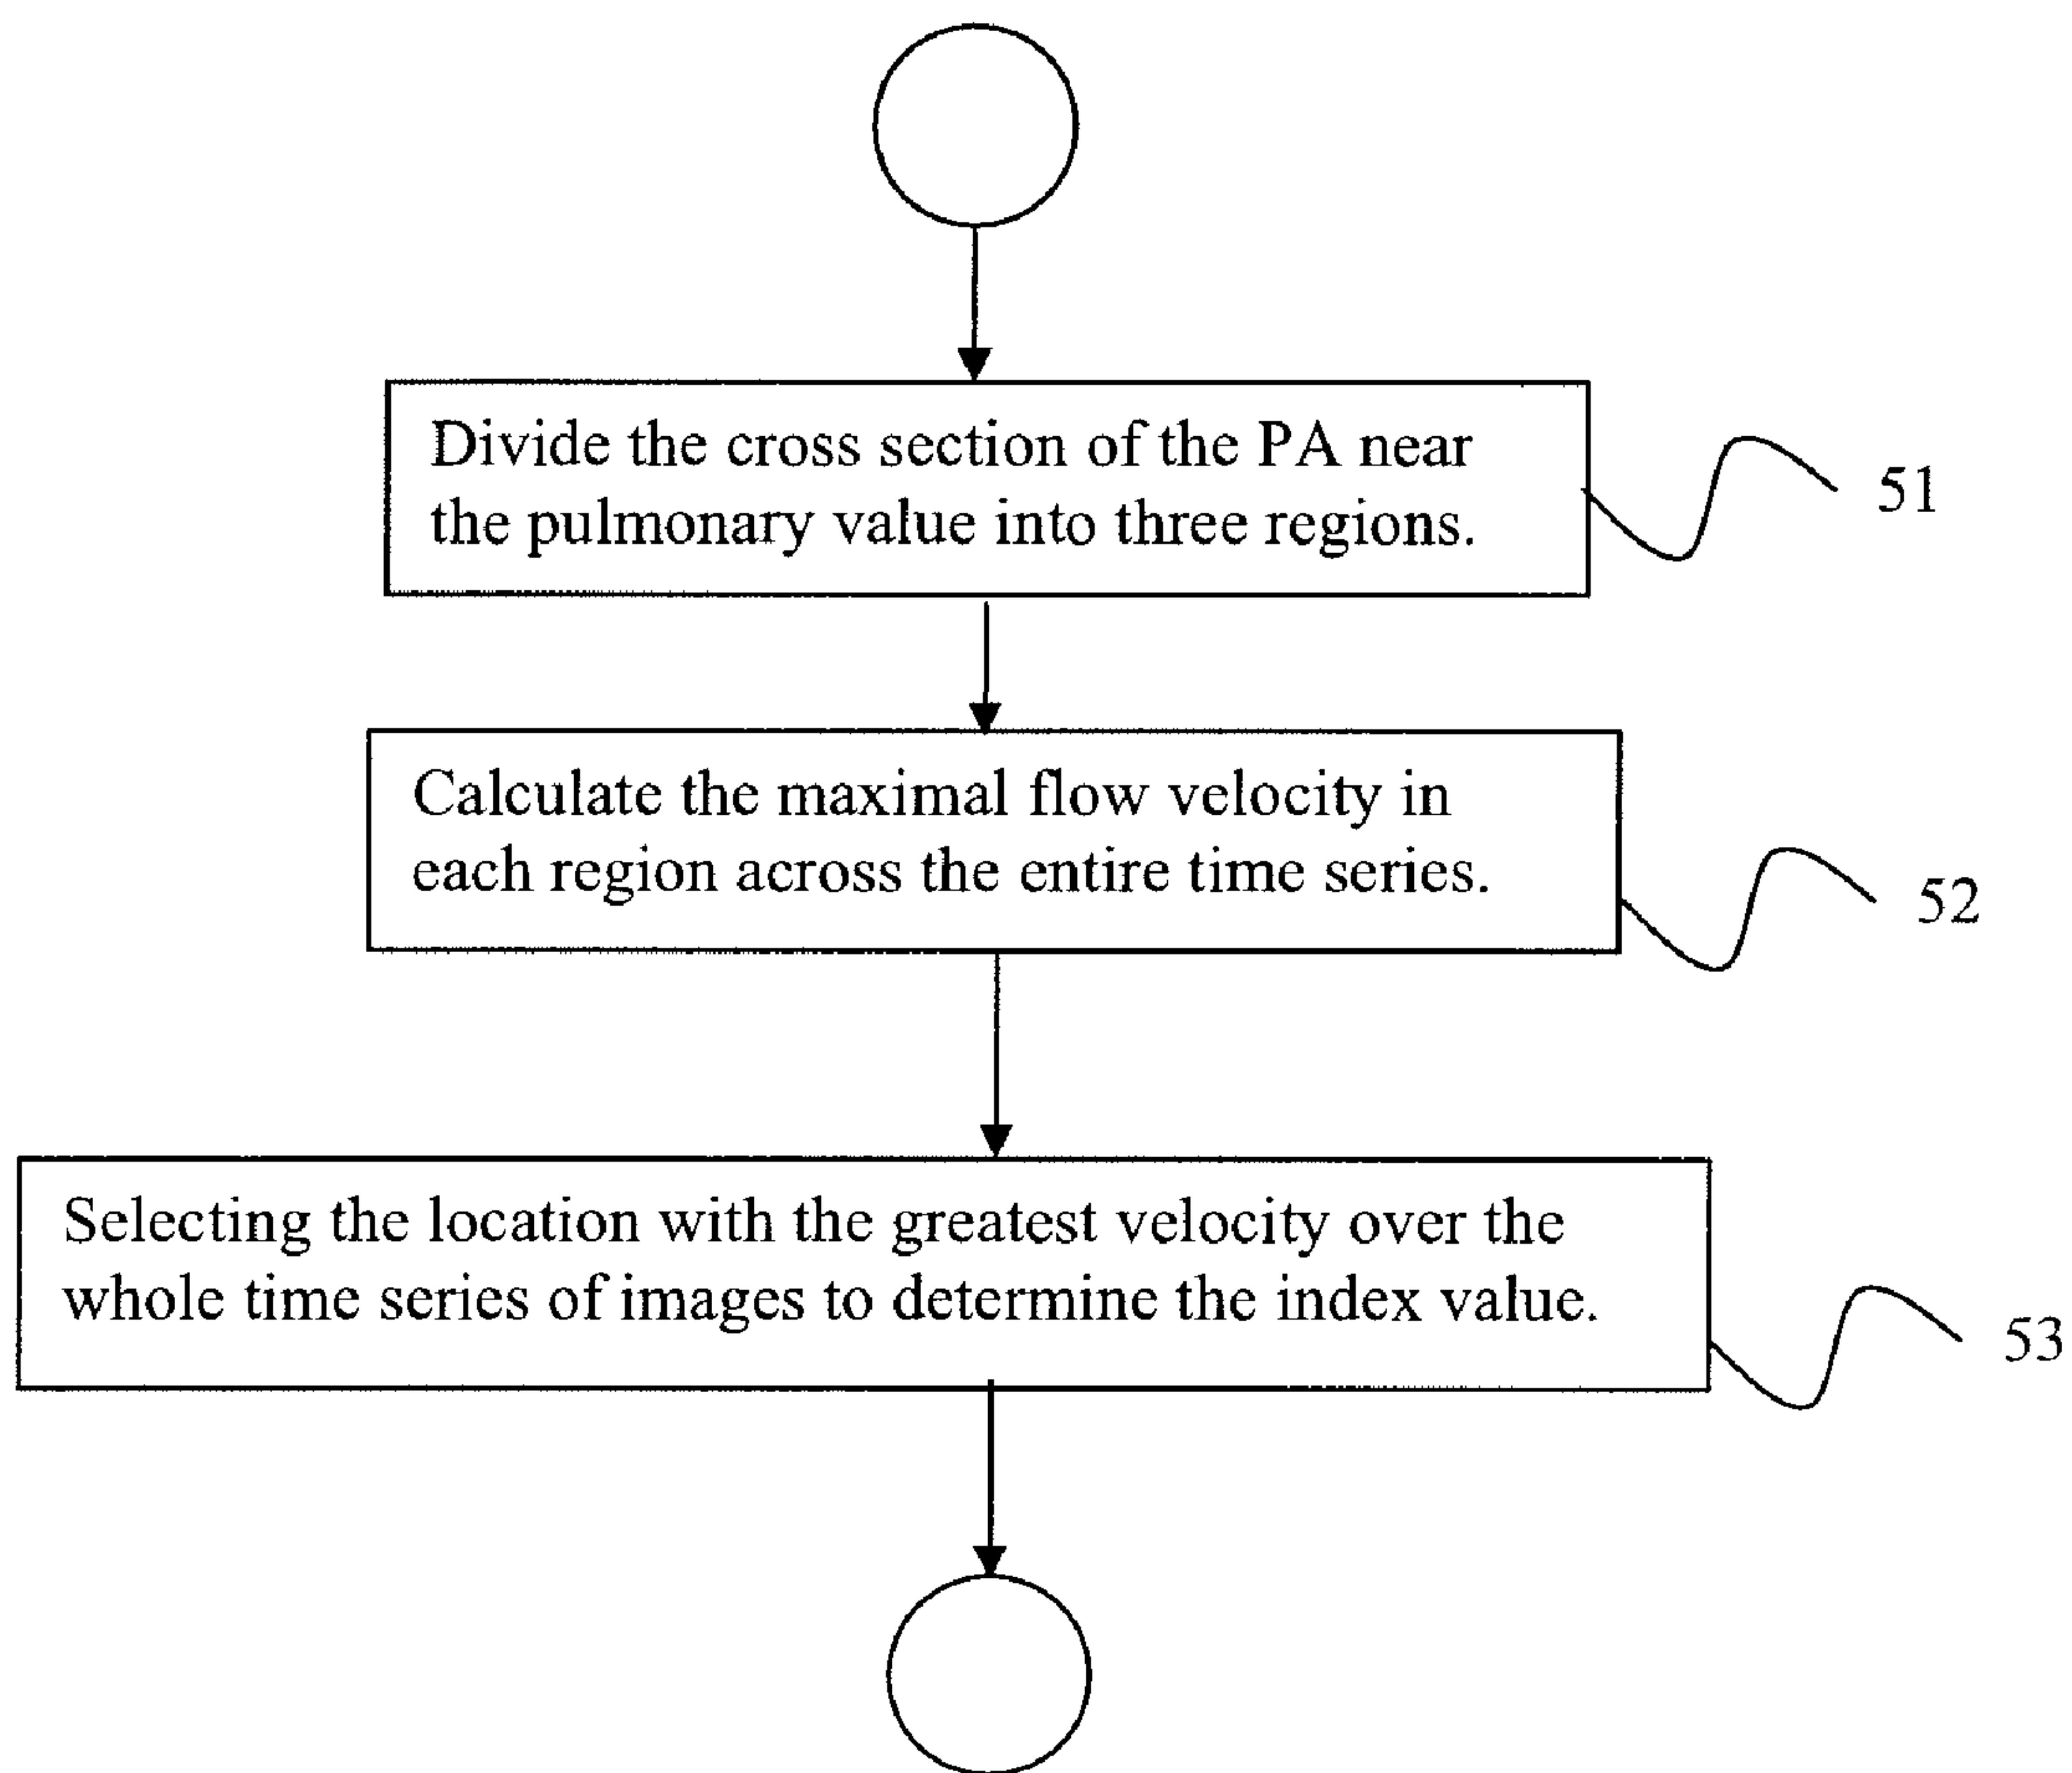 Divide the cross section of the PA near
the pulmonary value into three regions.
51
Calculate the maximal flow velocity in
each region across the entire time series.
52
Selecting the location with the greatest velocity over the
whole time series of images to determine the index value.
53